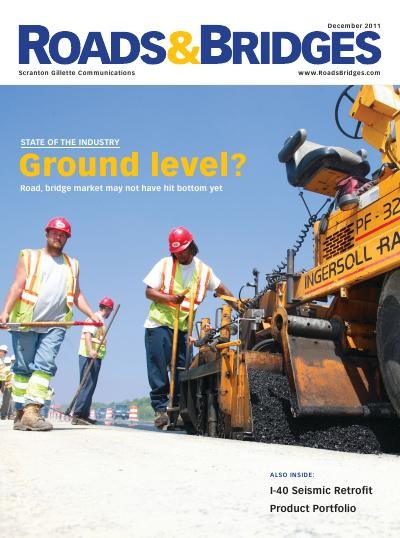 December 2011
ROADS&BRIDGES
Scranton Gillette Communications www.RoadsBridges.com
STATE OF THE INDUSTRY
Ground level?
Road, bridge market may not have hit bottom yet
PF-32
INGERSOLL-RA
ALSO INSIDE:
I-40 Seismic Retrofit
Product Portfolio